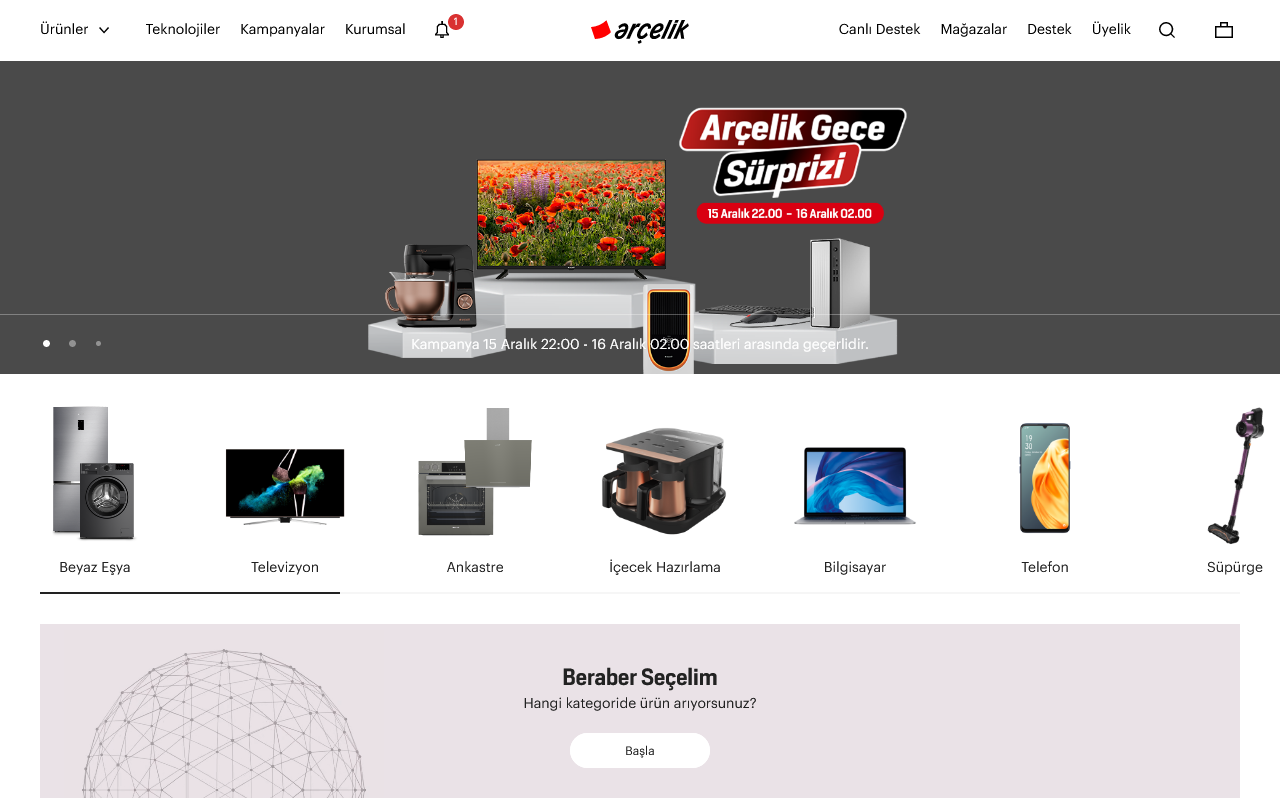 Ürünler
Teknolojiler
Kampanyalar
Kurumsal
1
arçelik
Canlı Destek
Mağazalar
Destek
Üyelik
Arçelik Gece
Sürprizi
15 Aralık 22.00 - 16 Aralık 02.00
Kampanya 15 Aralık 22:00 - 16 Aralık 02.00 saatleri arasında geçerlidir.
Beyaz Eşya
Televizyon
Ankastre
İçecek Hazırlama
Bilgisayar
Telefon
Süpürge
Beraber Seçelim
Hangi kategoride ürün arıyorsunuz?
Başla